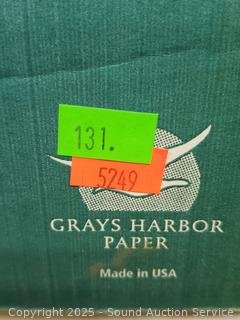 131.
5249
GRAYS HARBOR
PAPER
Made in USA
Copyright 2025 - Sound Auction Service